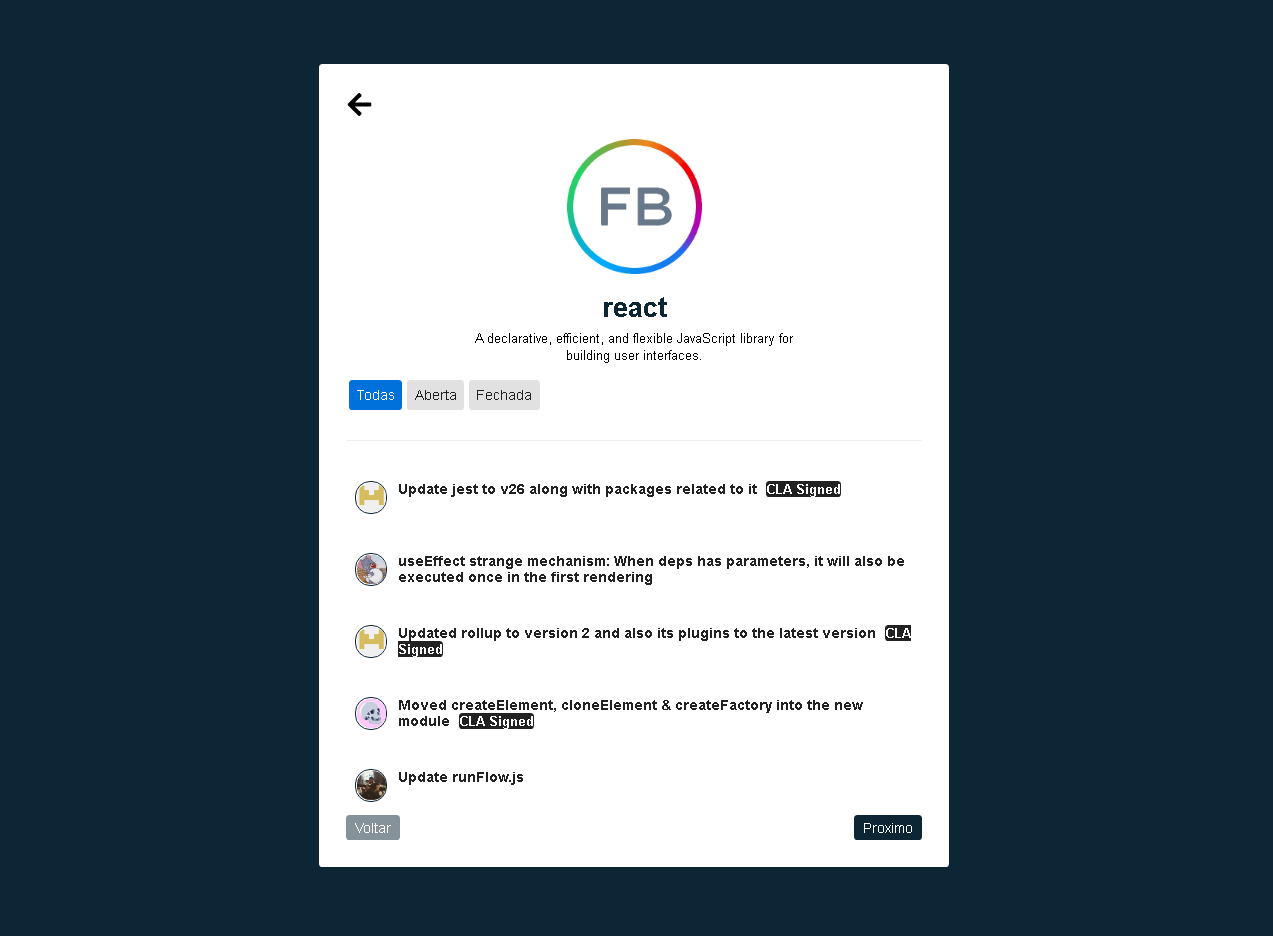 FB
react
A declarative, efficient, and flexible JavaScript library for
building user interfaces.
Todas Aberta Fechada
Update jest to v26 along with packages related to it CLA Signed
useEffect strange mechanism: When deps has parameters, it will also be
executed once in the first rendering
Updated rollup to version 2 and also its plugins to the latest version CLA
Signed
Moved createElement, cloneElement & createFactory into the new
module CLA Signed
Update runFlow.js
Voltar Proximo